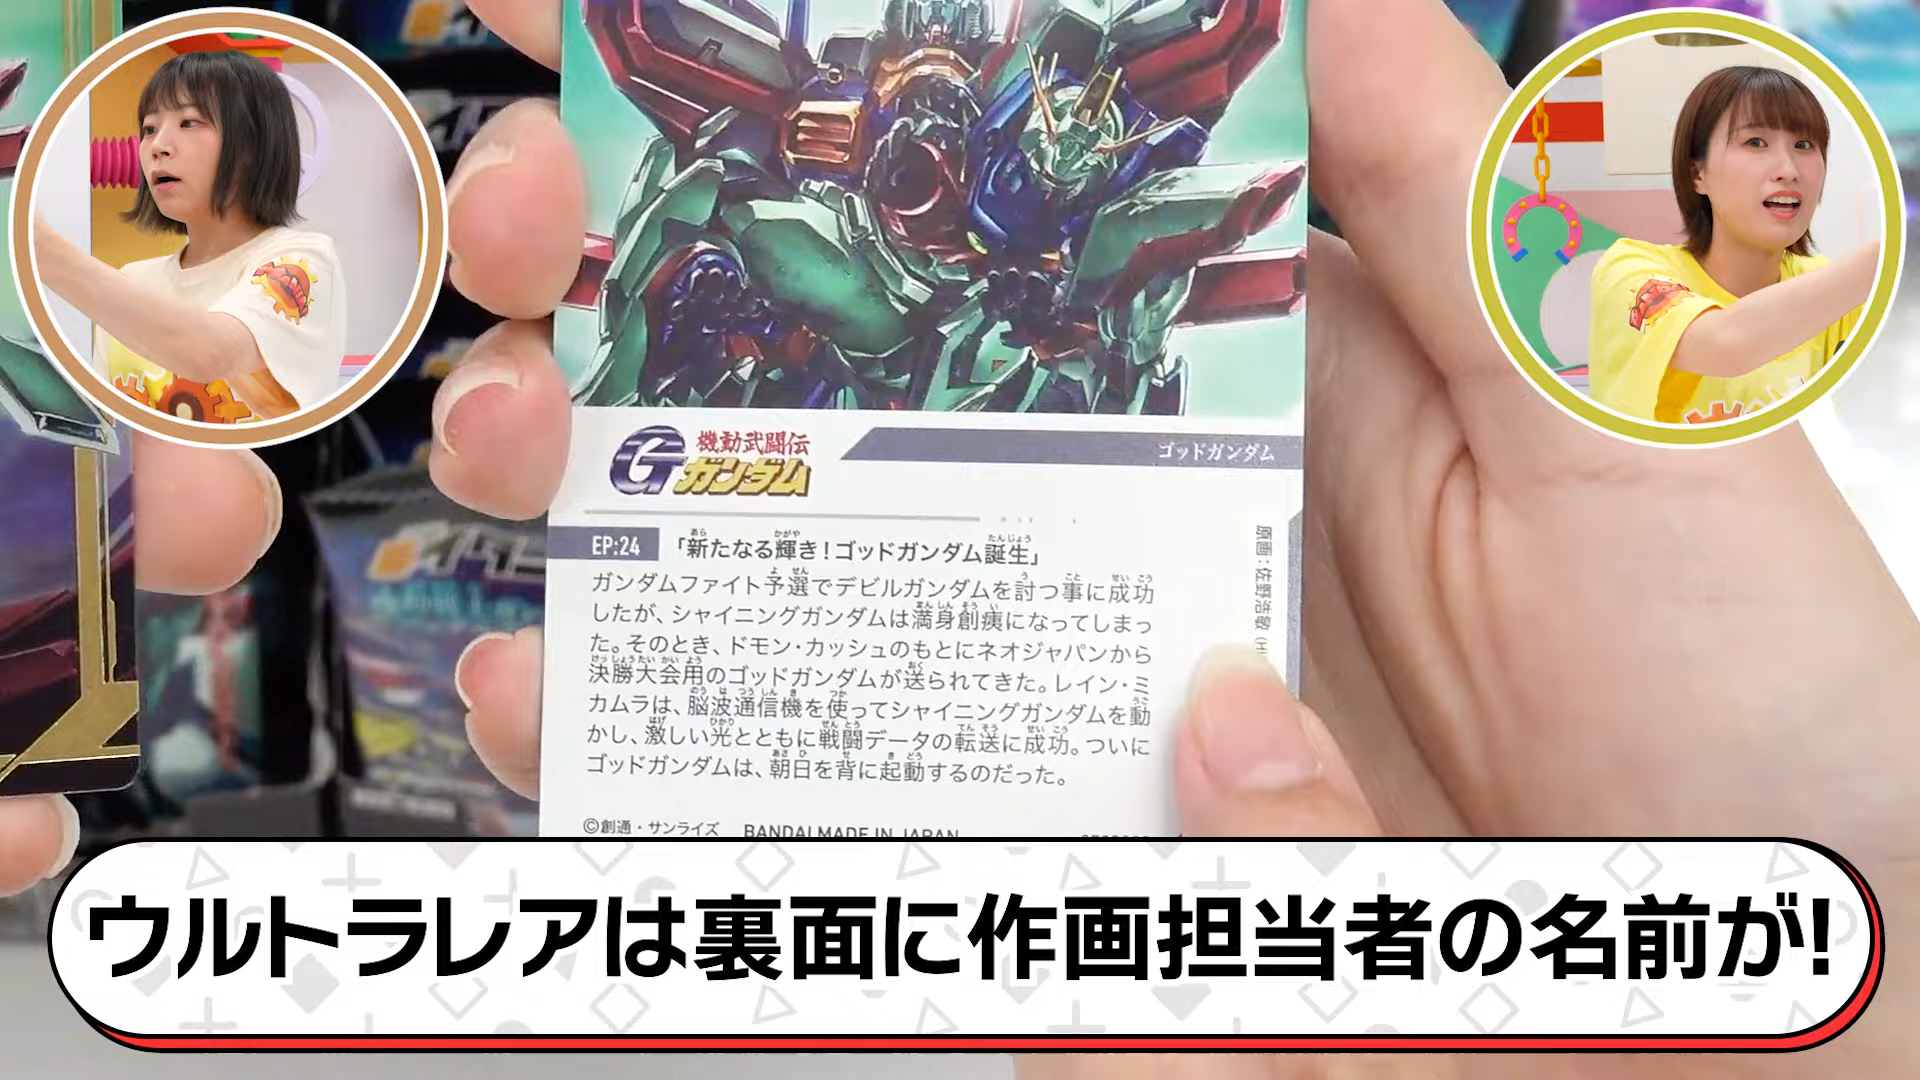 機動武闘伝
Gガンダム
ゴッドガンダム
EP:24
「新たなる輝き！ゴッドガンダム誕生」
ガンダムファイト予選でデビルガンダムを討つ事に成功
したが、シャイニングガンダムは満身創痍になってしまっ
た。そのとき、ドモン・カッシュのもとにネオジャパンから
決勝大会用のゴッドガンダムが送られてきた。レイン・ミ
カムラは、脳波通信機を使ってシャイニングガンダムを動
かし、激しい光とともに戦闘データの転送に成功。ついに
ゴッドガンダムは、朝日を背に起動するのだった。
原画：佐野浩敏
©創通・サンライズ BANDAI MADE IN JAPAN
ウルトラレアは裏面に作画担当者の名前が!